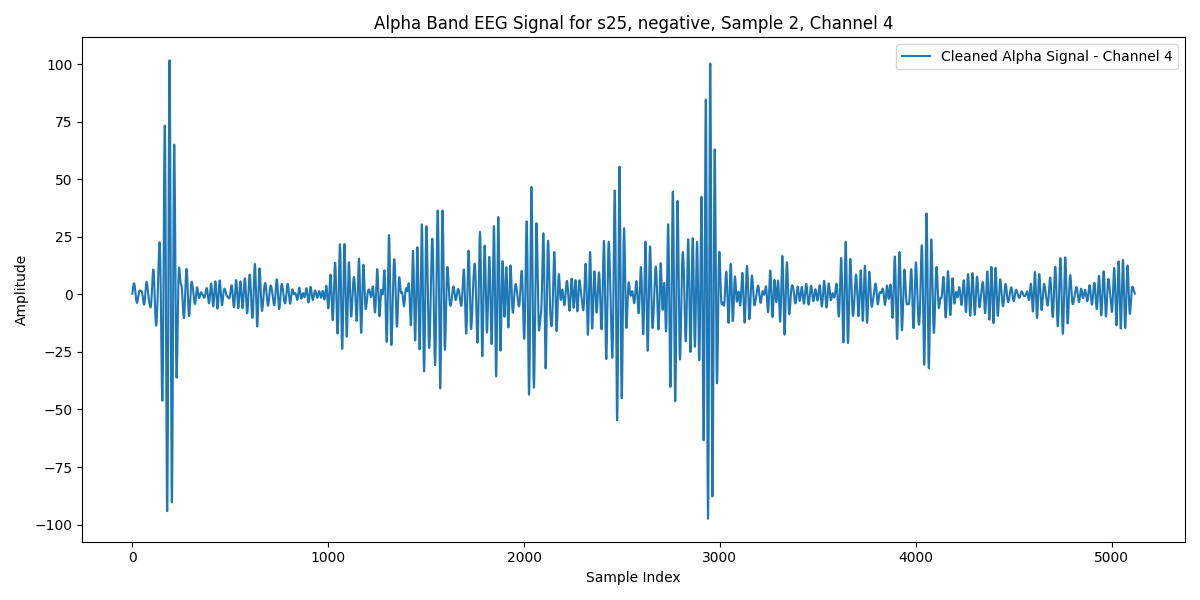 Alpha Band EEG Signal for s25, negative, Sample 2, Channel 4
Cleaned Alpha Signal - Channel 4
100
75
50
25
0
−25
−50
−75
−100
Amplitude
0 1000 2000 3000 4000 5000
Sample Index